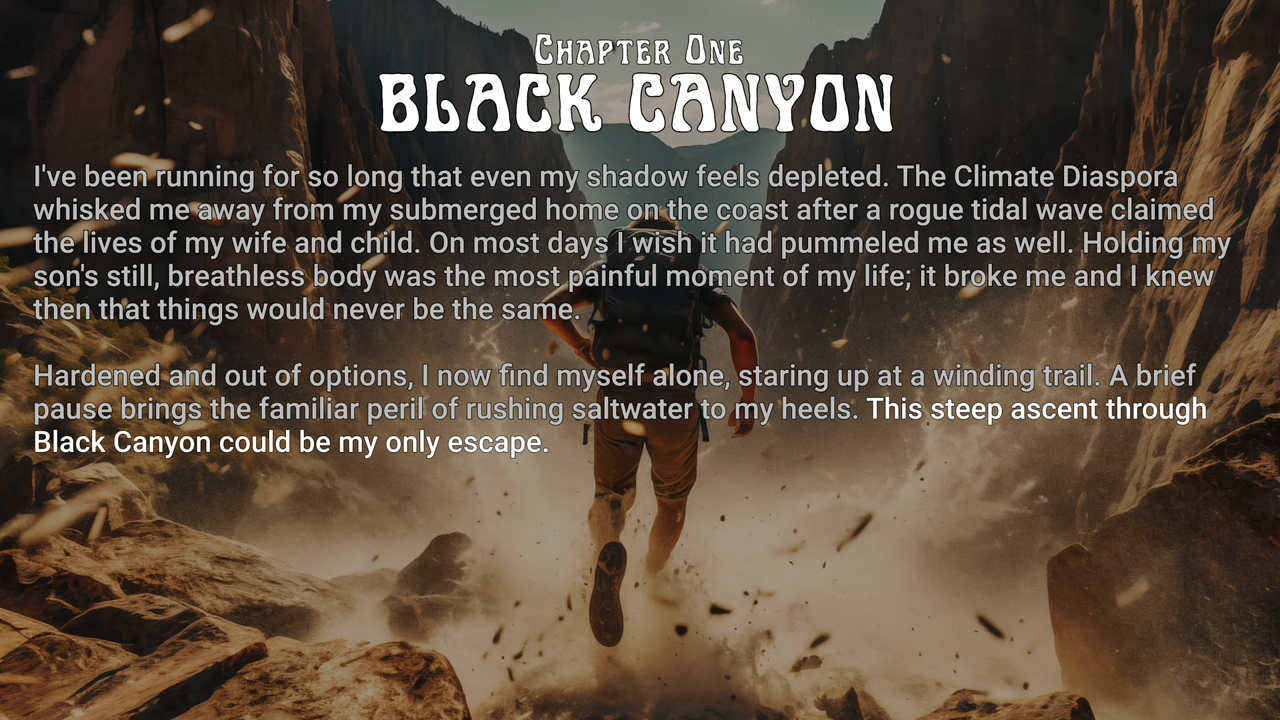 Chapter One
BLACK CANYON
I've been running for so long that even my shadow feels depleted. The Climate Diaspora
whisked me away from my submerged home on the coast after a rogue tidal wave claimed
the lives of my wife and child. On most days I wish it had pummeled me as well. Holding my
son's still, breathless body was the most painful moment of my life; it broke me and I knew
then that things would never be the same.
Hardened and out of options, I now find myself alone, staring up at a winding trail. A brief
pause brings the familiar peril of rushing saltwater to my heels. This steep ascent through
Black Canyon could be my only escape.